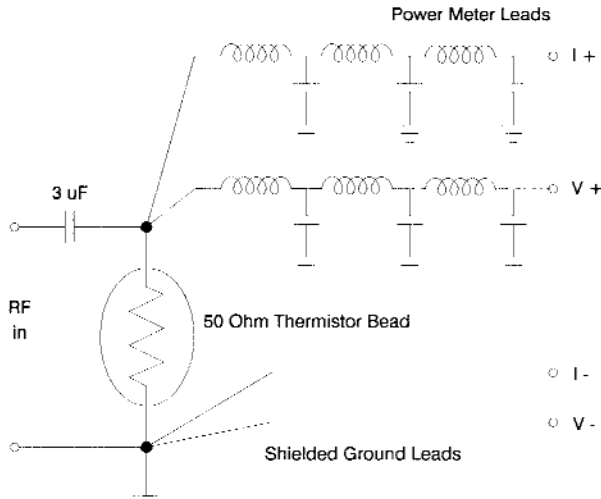 Power Meter Leads
I +
3 uF
V +
RF
in
50 Ohm Thermistor Bead
I -
V -
Shielded Ground Leads